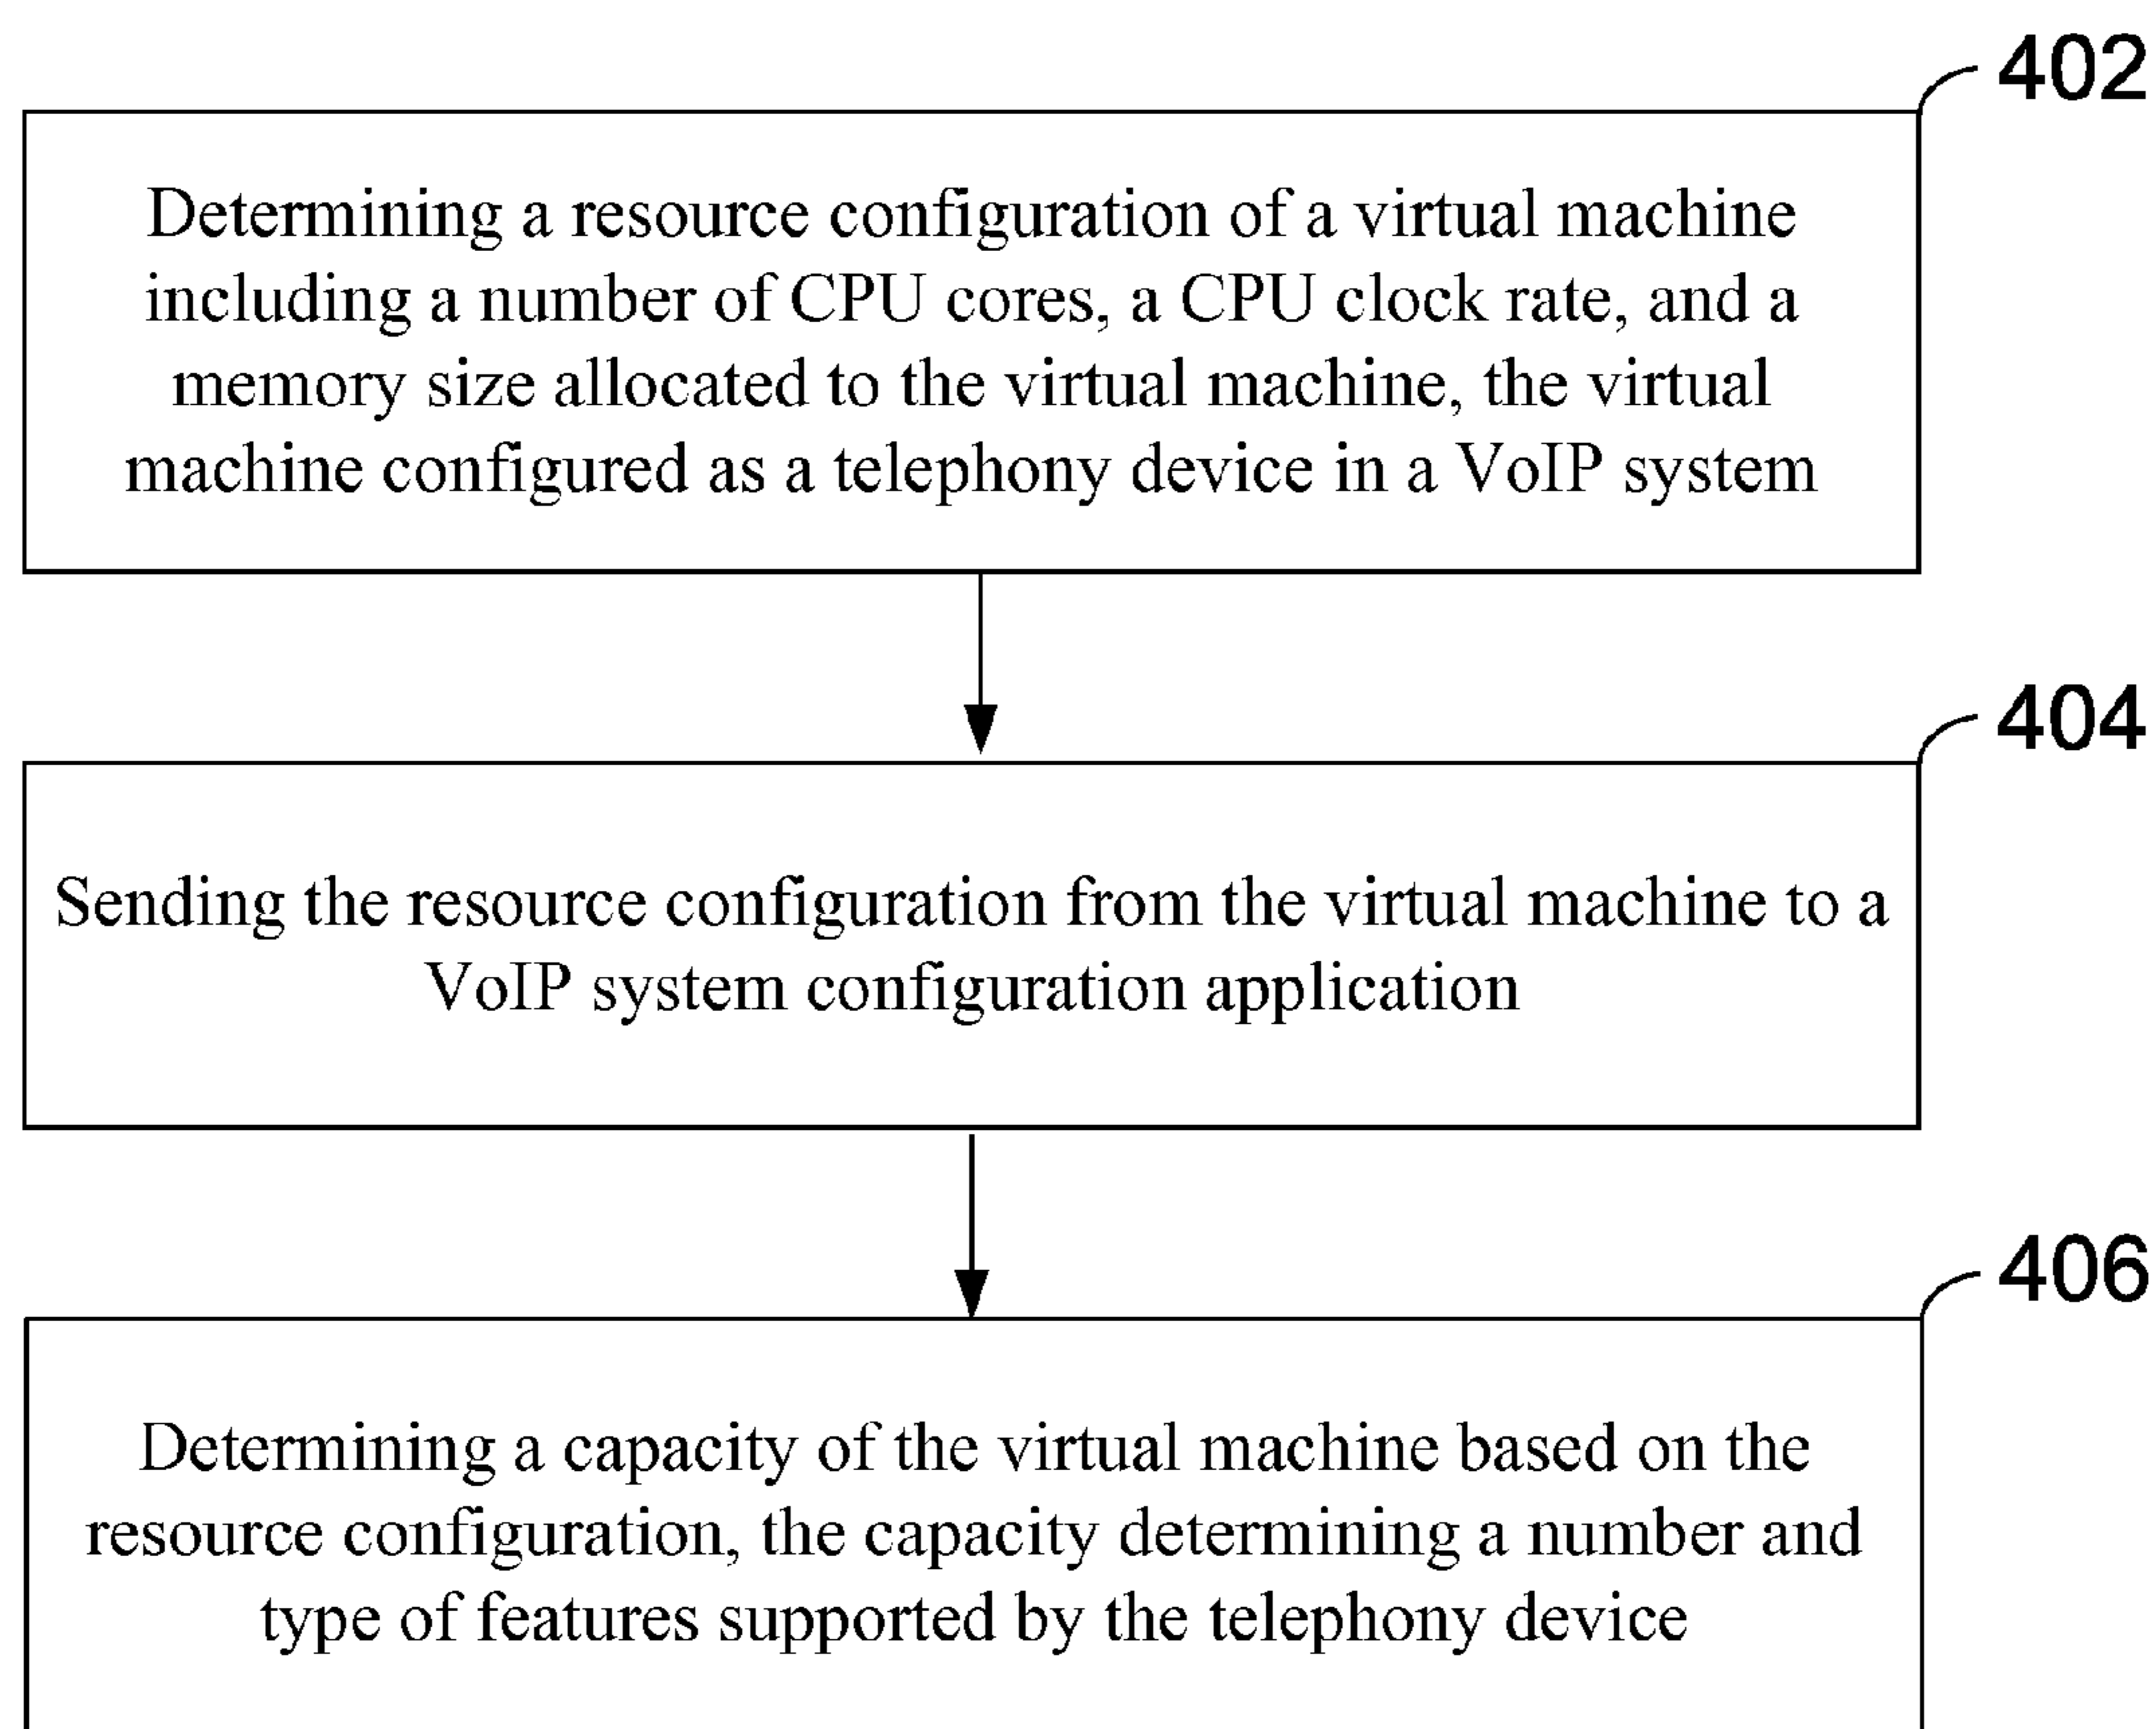 402
Determining a resource configuration of a virtual machine
including a number of CPU cores, a CPU clock rate, and a
memory size allocated to the virtual machine, the virtual
machine configured as a telephony device in a VoIP system
404
Sending the resource configuration from the virtual machine to a
VoIP system configuration application
406
Determining a capacity of the virtual machine based on the
resource configuration, the capacity determining a number and
type of features supported by the telephony device